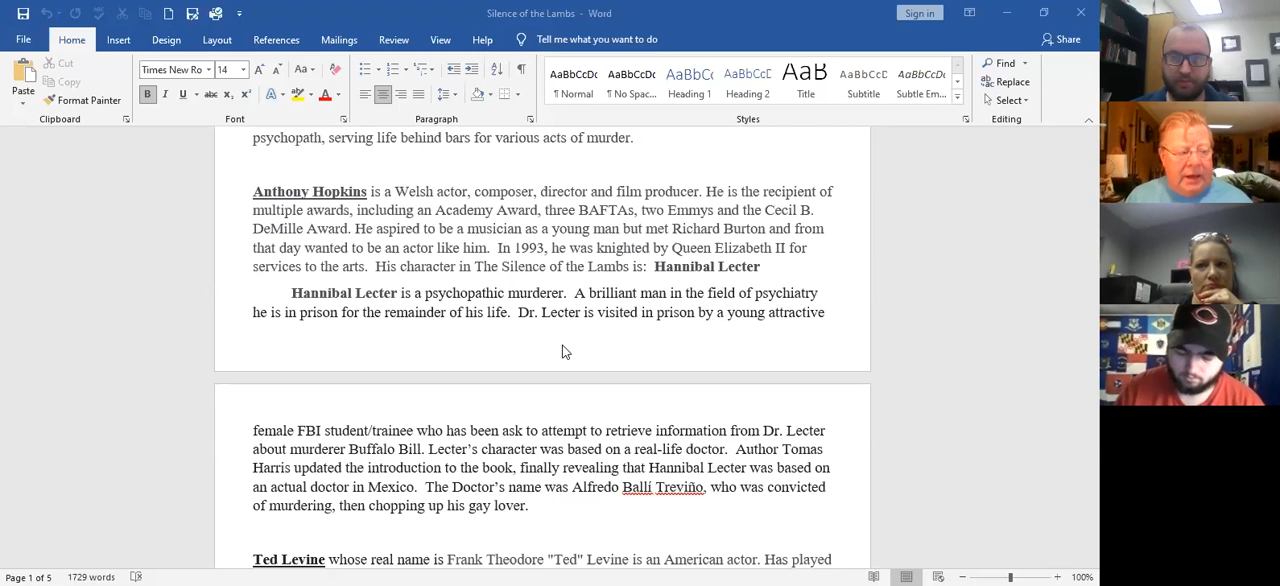 Silence of the Lambs - Word
Sign in
File Home Insert Design Layout References Mailings Review View Help Tell me what you want to do Share
Paste
Cut
Copy
Format Painter
Clipboard
Times New Ro 14
Aa
B I U abc X₂ X²
Font
Paragraph
AaBbCcDc AaBbCcDc AaBbCcD AaBbCcD AaB AaBbCcD AaBbCcD
¶ Normal ¶ No Spac... Heading 1 Heading 2 Title Subtitle Subtle Em...
Styles
Find
Replace
Select
Editing
psychopath, serving life behind bars for various acts of murder.
Anthony Hopkins is a Welsh actor, composer, director and film producer. He is the recipient of
multiple awards, including an Academy Award, three BAFTAs, two Emmys and the Cecil B.
DeMille Award. He aspired to be a musician as a young man but met Richard Burton and from
that day wanted to be an actor like him.  In 1993, he was knighted by Queen Elizabeth II for
services to the arts.  His character in The Silence of the Lambs is:  Hannibal Lecter
Hannibal Lecter is a psychopathic murderer.  A brilliant man in the field of psychiatry
he is in prison for the remainder of his life.  Dr. Lecter is visited in prison by a young attractive
female FBI student/trainee who has been ask to attempt to retrieve information from Dr. Lecter
about murderer Buffalo Bill. Lecter's character was based on a real-life doctor.  Author Tomas
Harris updated the introduction to the book, finally revealing that Hannibal Lecter was based on
an actual doctor in Mexico.  The Doctor's name was Alfredo Ballí Treviño, who was convicted
of murdering, then chopping up his gay lover.
Ted Levine whose real name is Frank Theodore "Ted" Levine is an American actor. Has played
Page 1 of 5 1729 words 100%